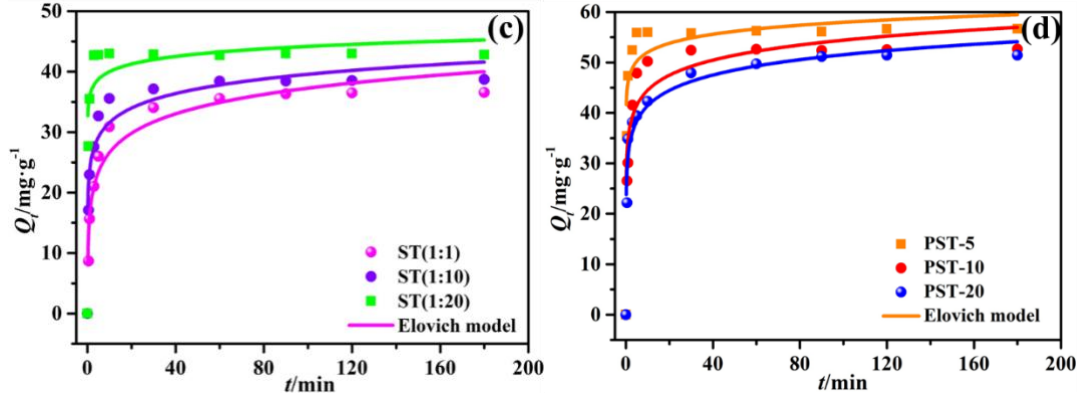 (c)
50
40
30
20
10
0
Qt/mg·g-1
ST(1:1)
ST(1:10)
ST(1:20)
Elovich model
0 40 80 120 160 200
t/min
(d)
60
50
40
30
20
10
0
Qt/mg·g-1
PST-5
PST-10
PST-20
Elovich model
0 40 80 120 160 200
t/min